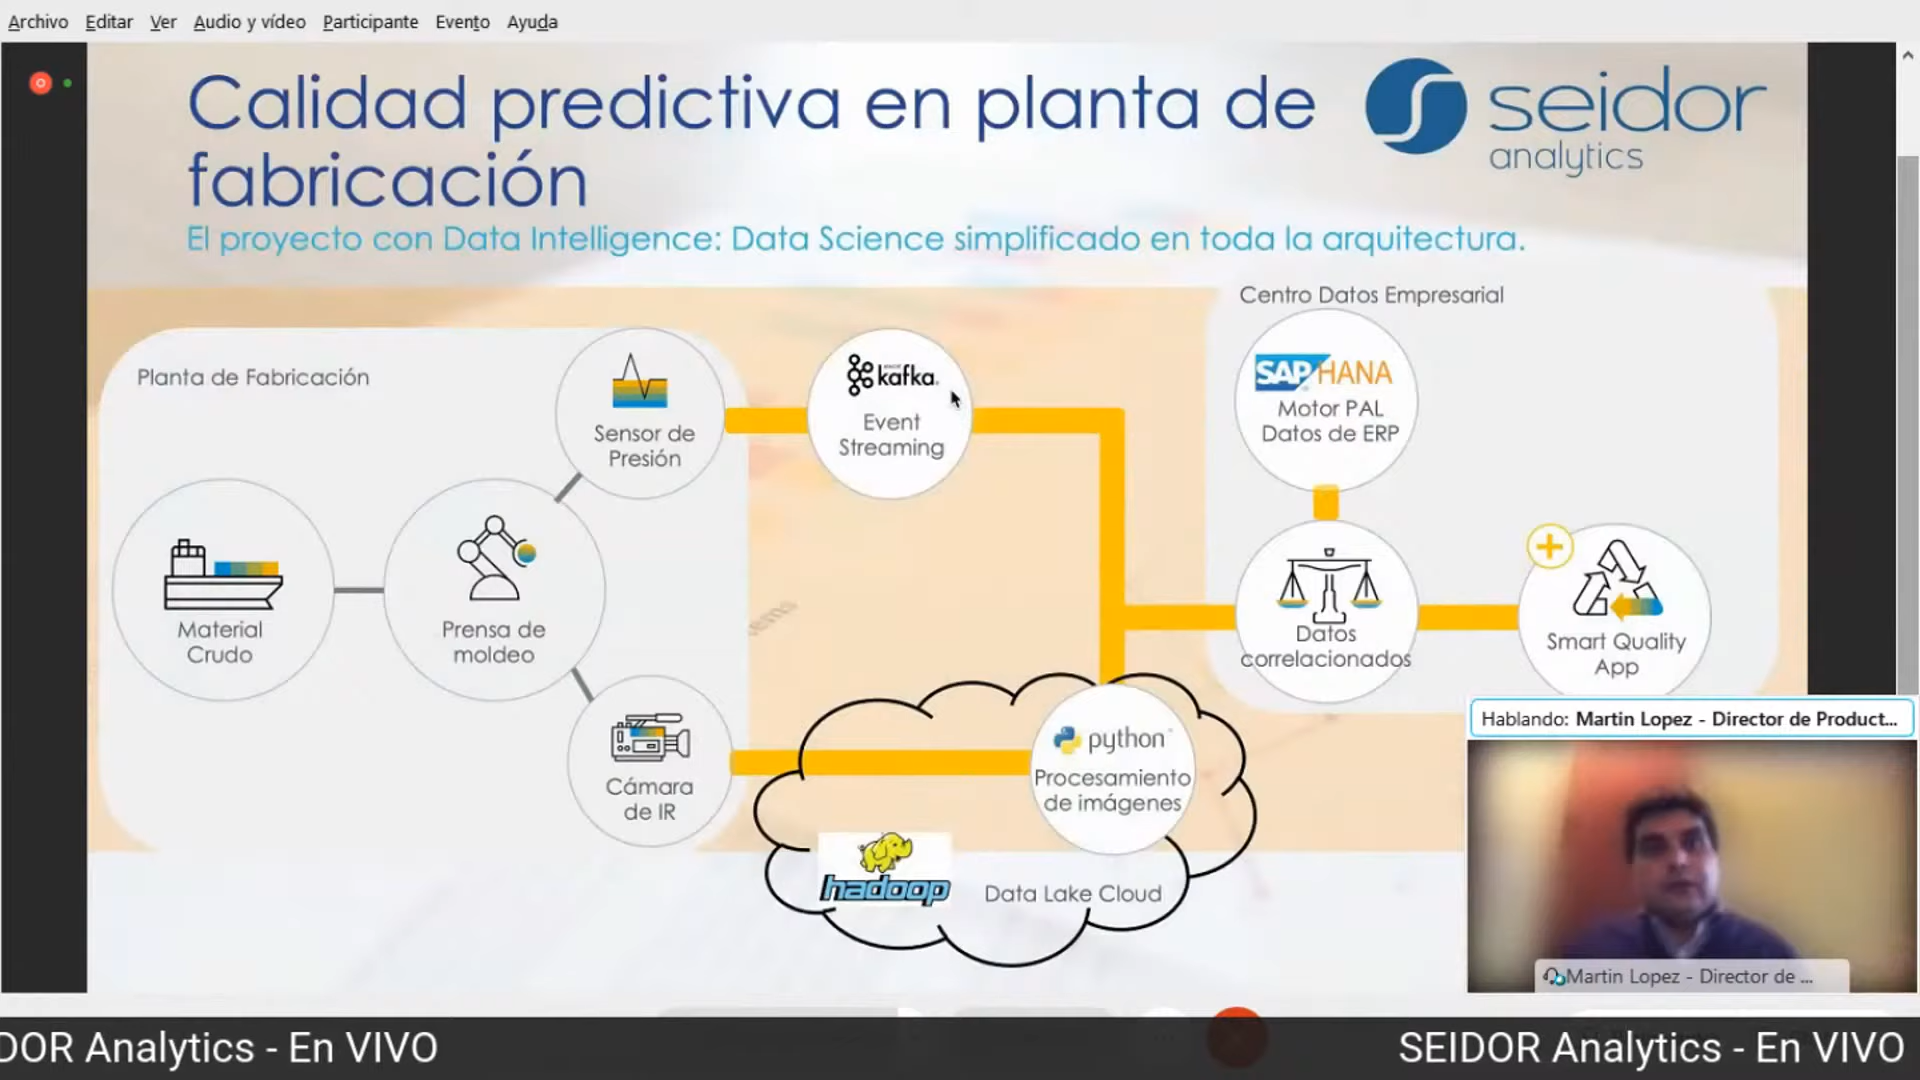 Archivo Editar Ver Audio y vídeo Participante Evento Ayuda
Calidad predictiva en planta de
fabricación
seidor
analytics
El proyecto con Data Intelligence: Data Science simplificado en toda la arquitectura.
Centro Datos Empresarial
Planta de Fabricación
Sensor de
Presión
kafka
Event
Streaming
SAP HANA
Motor PAL
Datos de ERP
Material
Crudo
Prensa de
moldeo
Datos
correlacionados
Smart Quality
App
Cámara
de IR
python
Procesamiento
de imágenes
hadoop
Data Lake Cloud
Hablando: Martin Lopez - Director de Product...
Martin Lopez - Director de ...
DOR Analytics - En VIVO
SEIDOR Analytics - En VIVO